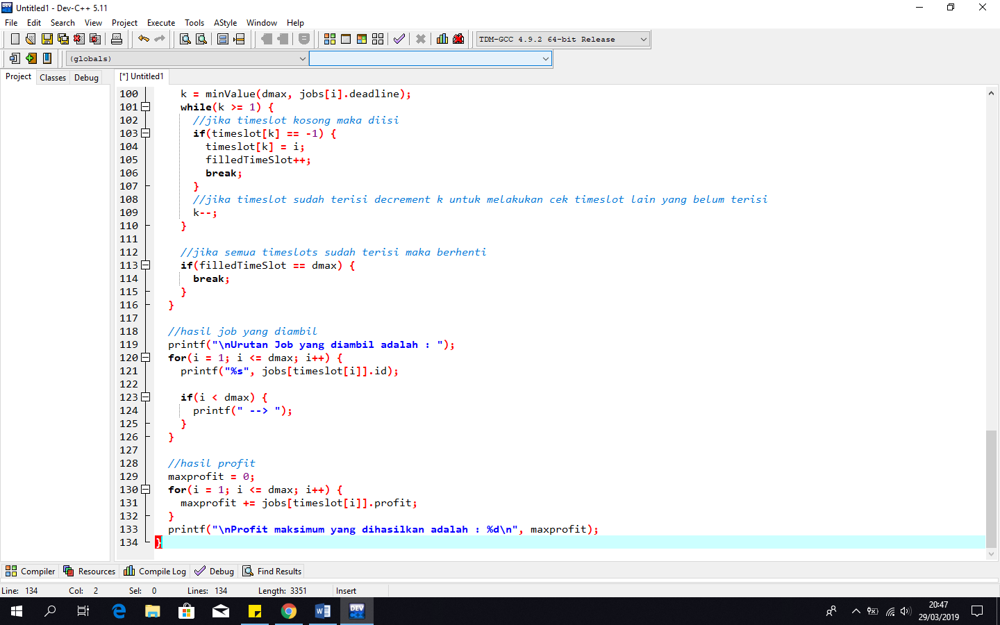 Untitled1 - Dev-C++ 5.11
File Edit Search View Project Execute Tools AStyle Window Help
TDM-GCC 4.9.2 64-bit Release
(globals)
Project Classes Debug [*] Untitled1
100 k = minValue(dmax, jobs[i].deadline);
101 while(k >= 1) {
102 //jika timeslot kosong maka diisi
103 if(timeslot[k] == -1) {
104 timeslot[k] = i;
105 filledTimeSlot++;
106 break;
107 }
108 //jika timeslot sudah terisi decrement k untuk melakukan cek timeslot lain yang belum terisi
109 k--;
110 }
111
112 //jika semua timeslots sudah terisi maka berhenti
113 if(filledTimeSlot == dmax) {
114 break;
115 }
116 }
117
118 //hasil job yang diambil
119 printf("\nUrutan Job yang diambil adalah : ");
120 for(i = 1; i <= dmax; i++) {
121 printf("%s", jobs[timeslot[i]].id);
122
123 if(i < dmax) {
124 printf(" --> ");
125 }
126 }
127
128 //hasil profit
129 maxprofit = 0;
130 for(i = 1; i <= dmax; i++) {
131 maxprofit += jobs[timeslot[i]].profit;
132 }
133 printf("\nProfit maksimum yang dihasilkan adalah : %d\n", maxprofit);
134 }
Compiler Resources Compile Log Debug Find Results
Line: 134 Col: 2 Sel: 0 Lines: 134 Length: 3351 Insert
DEV
20:47
29/03/2019